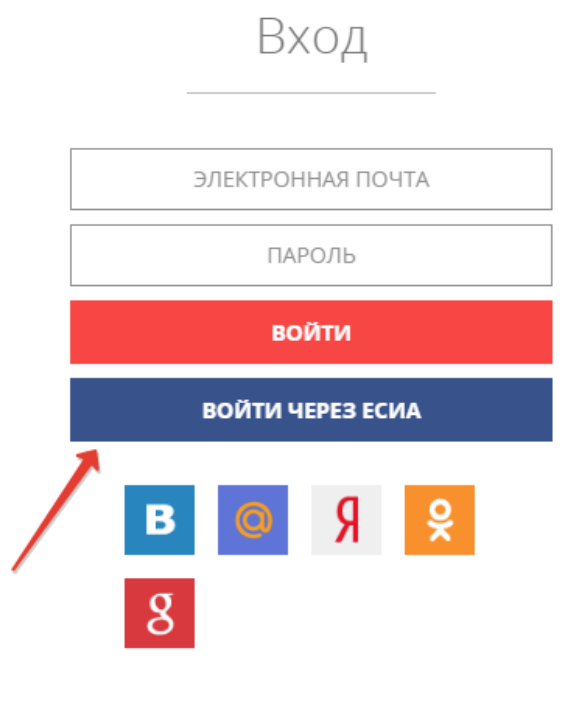 Вход
ЭЛЕКТРОННАЯ ПОЧТА
ПАРОЛЬ
ВОЙТИ
ВОЙТИ ЧЕРЕЗ ЕСИА
В @ Я
g